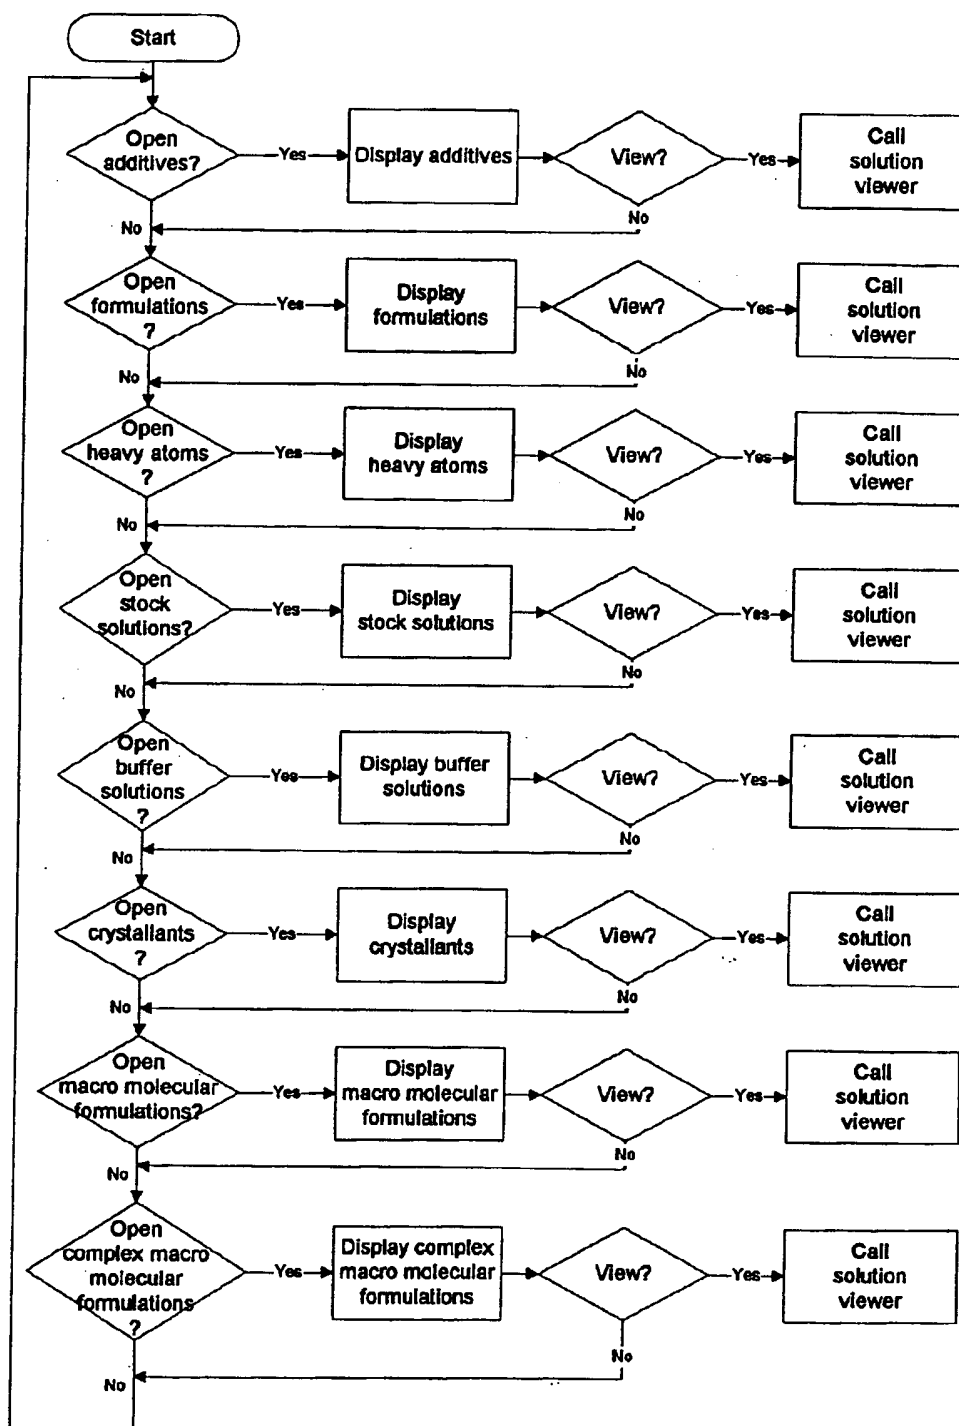 Start
Open
additives?
Yes
Display additives
View?
Yes
Call
solution
viewer
No
No
Open
formulations
?
Yes
Display
formulations
View?
Yes
Call
solution
viewer
No
No
Open
heavy atoms
?
Yes
Display
heavy atoms
View?
Yes
Call
solution
viewer
No
No
Open
stock
solutions?
Yes
Display
stock solutions
View?
Yes
Call
solution
viewer
No
No
Open
buffer
solutions
?
Yes
Display buffer
solutions
View?
Yes
Call
solution
viewer
No
No
Open
crystallants
?
Yes
Display
crystallants
View?
Yes
Call
solution
viewer
No
No
Open
macro molecular
formulations?
Yes
Display
macro molecular
formulations
View?
Yes
Call
solution
viewer
No
No
Open
complex macro
molecular
formulations
?
Yes
Display complex
macro molecular
formulations
View?
Yes
Call
solution
viewer
No
No